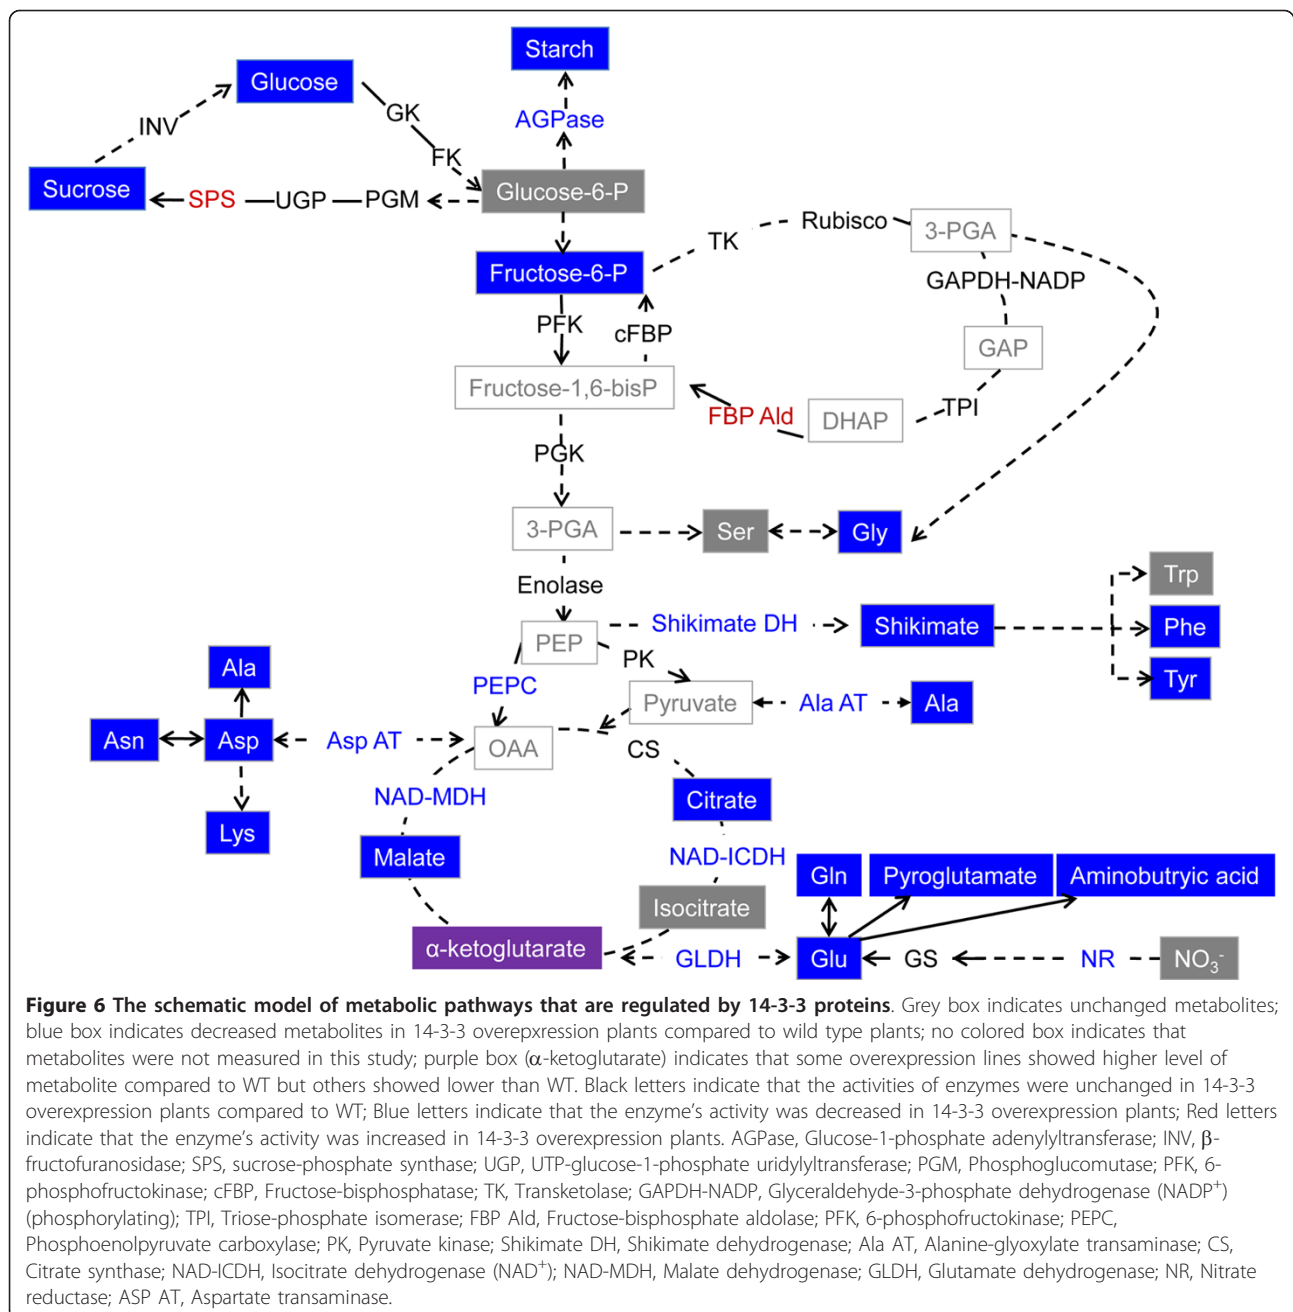 Starch
Glucose
AGPase
INV
GK
FK
Sucrose
SPS
UGP
PGM
Glucose-6-P
Rubisco
3-PGA
TK
Fructose-6-P
GAPDH-NADP
PFK
cFBP
GAP
Fructose-1,6-bisP
FBP Ald
DHAP
TPI
PGK
3-PGA
Ser
Gly
Enolase
Trp
Shikimate DH
Shikimate
Phe
PEP
PK
Tyr
Ala
PEPC
Pyruvate
Ala AT
Ala
Asn
Asp
Asp AT
OAA
CS
NAD-MDH
Citrate
Lys
Malate
NAD-ICDH
Gln
Pyroglutamate
Aminobutryic acid
Isocitrate
α-ketoglutarate
GLDH
Glu
GS
NR
NO₃⁻
Figure 6 The schematic model of metabolic pathways that are regulated by 14-3-3 proteins. Grey box indicates unchanged metabolites;
blue box indicates decreased metabolites in 14-3-3 overepxression plants compared to wild type plants; no colored box indicates that
metabolites were not measured in this study; purple box (α-ketoglutarate) indicates that some overexpression lines showed higher level of
metabolite compared to WT but others showed lower than WT. Black letters indicate that the activities of enzymes were unchanged in 14-3-3
overexpression plants compared to WT; Blue letters indicate that the enzyme's activity was decreased in 14-3-3 overexpression plants; Red letters
indicate that the enzyme's activity was increased in 14-3-3 overexpression plants. AGPase, Glucose-1-phosphate adenylyltransferase; INV, β-
fructofuranosidase; SPS, sucrose-phosphate synthase; UGP, UTP-glucose-1-phosphate uridylyltransferase; PGM, Phosphoglucomutase; PFK, 6-
phosphofructokinase; cFBP, Fructose-bisphosphatase; TK, Transketolase; GAPDH-NADP, Glyceraldehyde-3-phosphate dehydrogenase (NADP⁺)
(phosphorylating); TPI, Triose-phosphate isomerase; FBP Ald, Fructose-bisphosphate aldolase; PFK, 6-phosphofructokinase; PEPC,
Phosphoenolpyruvate carboxylase; PK, Pyruvate kinase; Shikimate DH, Shikimate dehydrogenase; Ala AT, Alanine-glyoxylate transaminase; CS,
Citrate synthase; NAD-ICDH, Isocitrate dehydrogenase (NAD⁺); NAD-MDH, Malate dehydrogenase; GLDH, Glutamate dehydrogenase; NR, Nitrate
reductase; ASP AT, Aspartate transaminase.